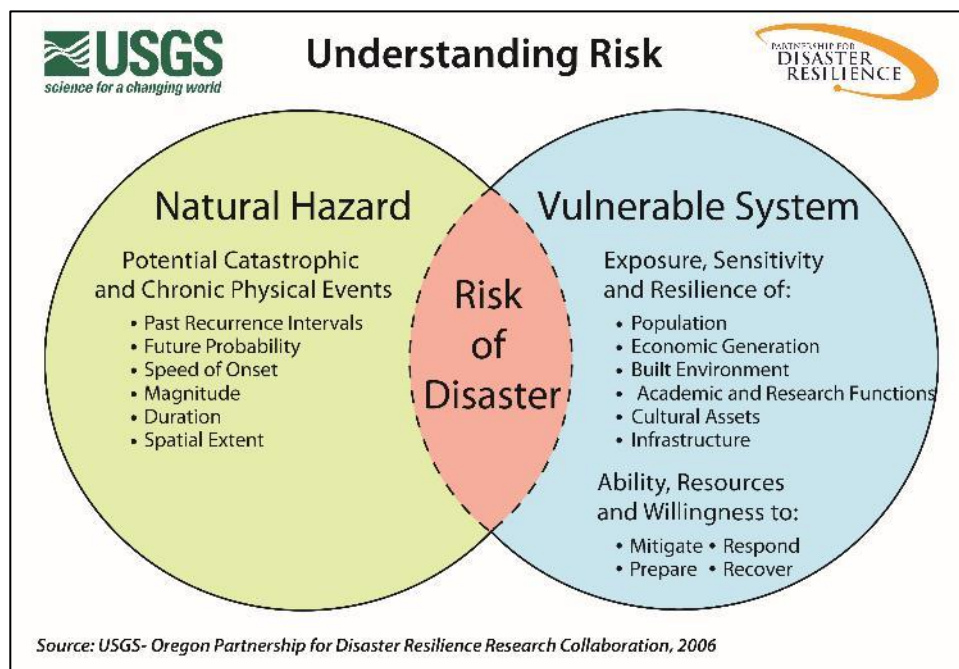 USGS
science for a changing world
Understanding Risk
PARTNERSHIP FOR
DISASTER
RESILIENCE
Natural Hazard
Potential Catastrophic
and Chronic Physical Events
• Past Recurrence Intervals
• Future Probability
• Speed of Onset
• Magnitude
• Duration
• Spatial Extent
Risk
of
Disaster
Vulnerable System
Exposure, Sensitivity
and Resilience of:
• Population
• Economic Generation
• Built Environment
• Academic and Research Functions
• Cultural Assets
• Infrastructure
Ability, Resources
and Willingness to:
• Mitigate • Respond
• Prepare • Recover
Source: USGS- Oregon Partnership for Disaster Resilience Research Collaboration, 2006